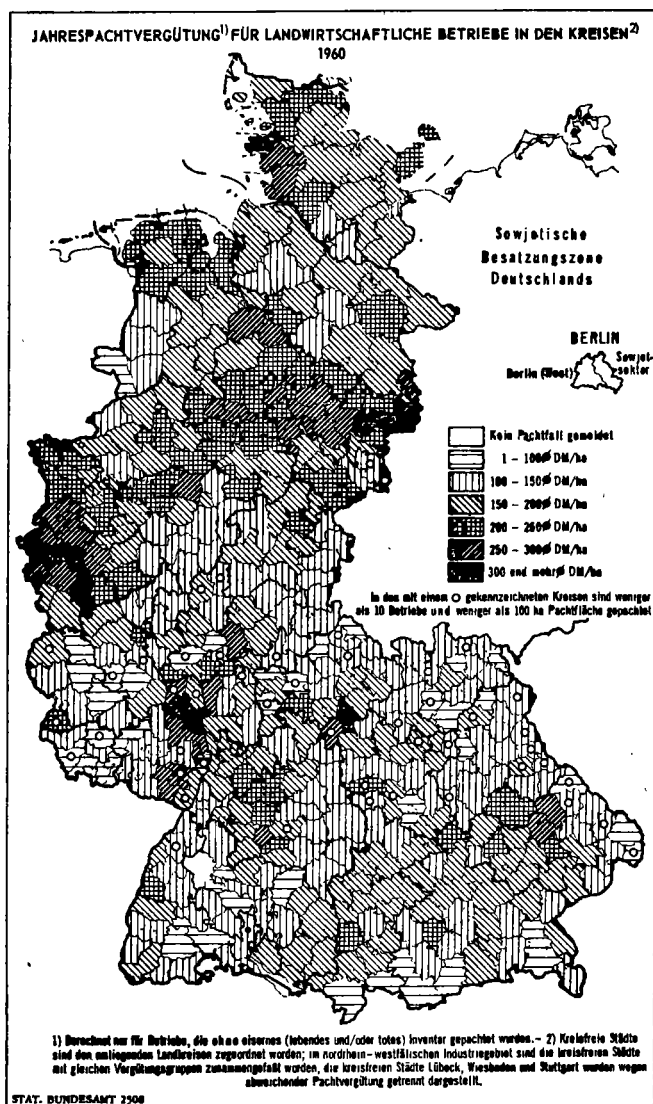 JAHRESPACHTVERGÜTUNG1) FÜR LANDWIRTSCHAFTLICHE BETRIEBE IN DEN KREISEN2)
1960
Sowjetische
Besatzungszone
Deutschlands
BERLIN
Berlin (West)
Sowjet-
sektor
Kein Pachtfall gemeldet
1 - 100 Ø DM/ha
100 - 150 Ø DM/ha
150 - 200 Ø DM/ha
200 - 250 Ø DM/ha
250 - 300 Ø DM/ha
300 und mehr Ø DM/ha
In den mit einem o gekennzeichneten Kreisen sind weniger
als 10 Betriebe und weniger als 100 ha Pachtfläche gepachtet
1) Berechnet nur für Betriebe, die ohne eisernes (lebendes und/oder totes) Inventar gepachtet wurden.- 2) Kreisfreie Städte
sind den umliegenden Landkreisen zugeordnet worden; im nordrhein-westfälischen Industriegebiet sind die kreisfreien Städte
mit gleichen Vergütungsgruppen zusammengefaßt worden, die kreisfreien Städte Lübeck, Wiesbaden und Stuttgart wurden wegen
abweichender Pachtvergütung getrennt dargestellt.
STAT. BUNDESAMT 2508